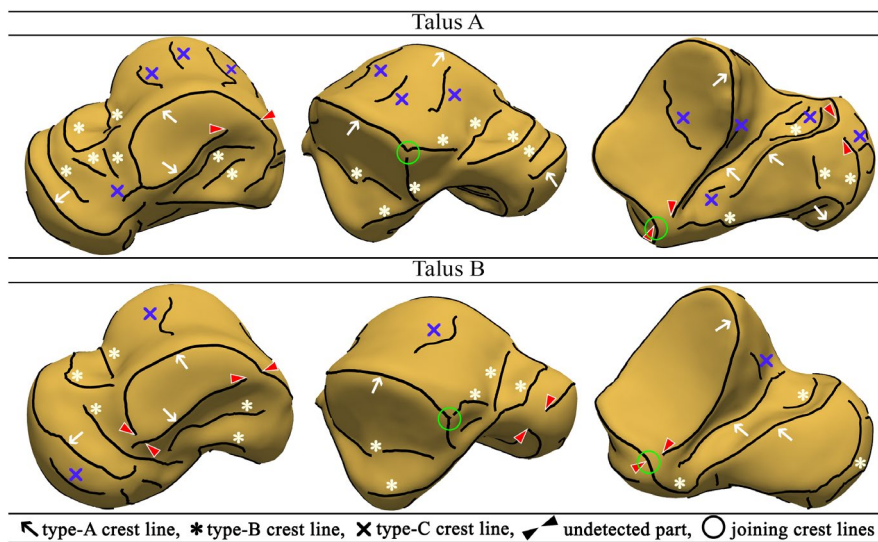 Talus A
Talus B
type-A crest line, type-B crest line, type-C crest line, undetected part, joining crest lines